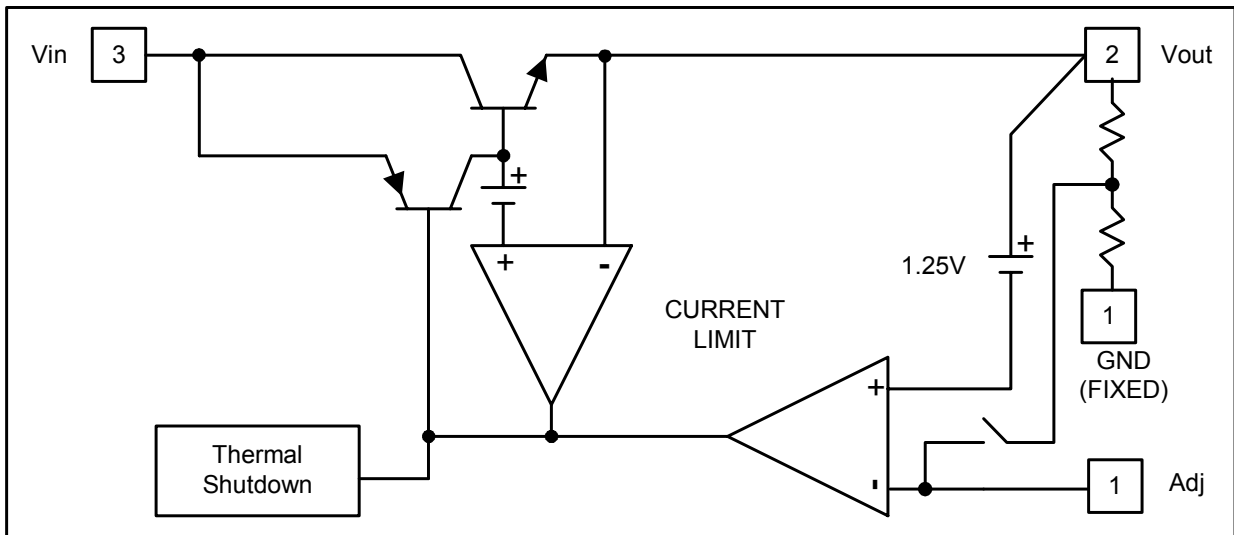 Vin
3
2
Vout
+
+
-
CURRENT
LIMIT
1.25V
+
1
GND
(FIXED)
+
-
Thermal
Shutdown
1
Adj